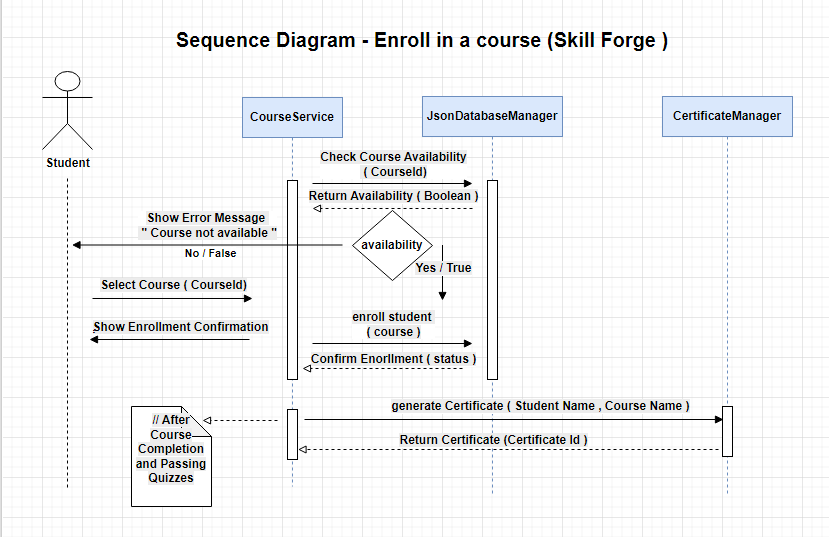 Sequence Diagram - Enroll in a course (Skill Forge )
Student
CourseService
JsonDatabaseManager
CertificateManager
Check Course Availability
( CourseId)
Return Availability ( Boolean )
Show Error Message
" Course not available "
No / False
availability
Yes / True
Select Course ( CourseId)
Show Enrollment Confirmation
enroll student
( course )
Confirm Enorllment ( status )
generate Certificate ( Student Name , Course Name )
Return Certificate (Certificate Id )
// After
Course
Completion
and Passing
Quizzes